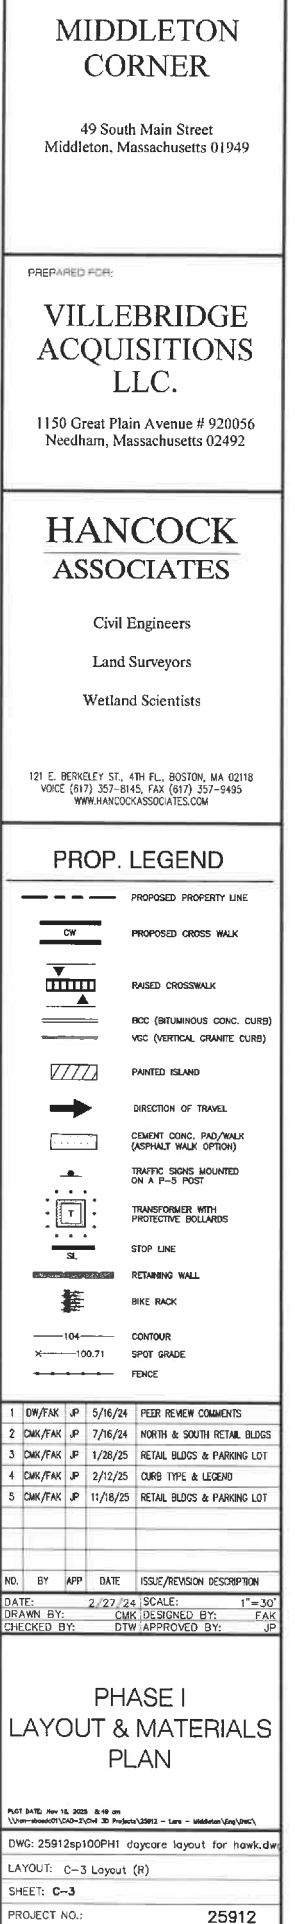 MIDDLETON
CORNER
49 South Main Street
Middleton, Massachusetts 01949
PREPARED FOR:
VILLEBRIDGE
ACQUISITIONS
LLC.
1150 Great Plain Avenue # 920056
Needham, Massachusetts 02492
HANCOCK
ASSOCIATES
Civil Engineers
Land Surveyors
Wetland Scientists
121 E. BERKELEY ST., 4TH FL., BOSTON, MA 02118
VOICE (617) 357-8145, FAX (617) 357-9495
WWW.HANCOCKASSOCIATES.COM
PROP. LEGEND
PROPOSED PROPERTY LINE
CW PROPOSED CROSS WALK
RAISED CROSSWALK
BCC (BITUMINOUS CONC. CURB)
VGC (VERTICAL GRANITE CURB)
PAINTED ISLAND
DIRECTION OF TRAVEL
CEMENT CONC. PAD/WALK
(ASPHALT WALK OPTION)
TRAFFIC SIGNS MOUNTED
ON A P-5 POST
T TRANSFORMER WITH
PROTECTIVE BOLLARDS
SL STOP LINE
RETAINING WALL
BIKE RACK
104 CONTOUR
X 100.71 SPOT GRADE
FENCE
1 DW/FAK JP 5/16/24 PEER REVIEW COMMENTS
2 CMK/FAK JP 7/16/24 NORTH & SOUTH RETAIL BLDGS
3 CMK/FAK JP 1/28/25 RETAIL BLDGS & PARKING LOT
4 CMK/FAK JP 2/12/25 CURB TYPE & LEGEND
5 CMK/FAK JP 11/18/25 RETAIL BLDGS & PARKING LOT
NO. BY APP DATE ISSUE/REVISION DESCRIPTION
DATE: 2/27/24 SCALE: 1"=30'
DRAWN BY: CMK DESIGNED BY: FAK
CHECKED BY: DTW APPROVED BY: JP
PHASE I
LAYOUT & MATERIALS
PLAN
PLOT DATE: Nov 18, 2025 8:49 am
DWG: 25912sp100PH1 daycare layout for hawk.dw
LAYOUT: C-3 Layout (R)
SHEET: C-3
PROJECT NO.: 25912